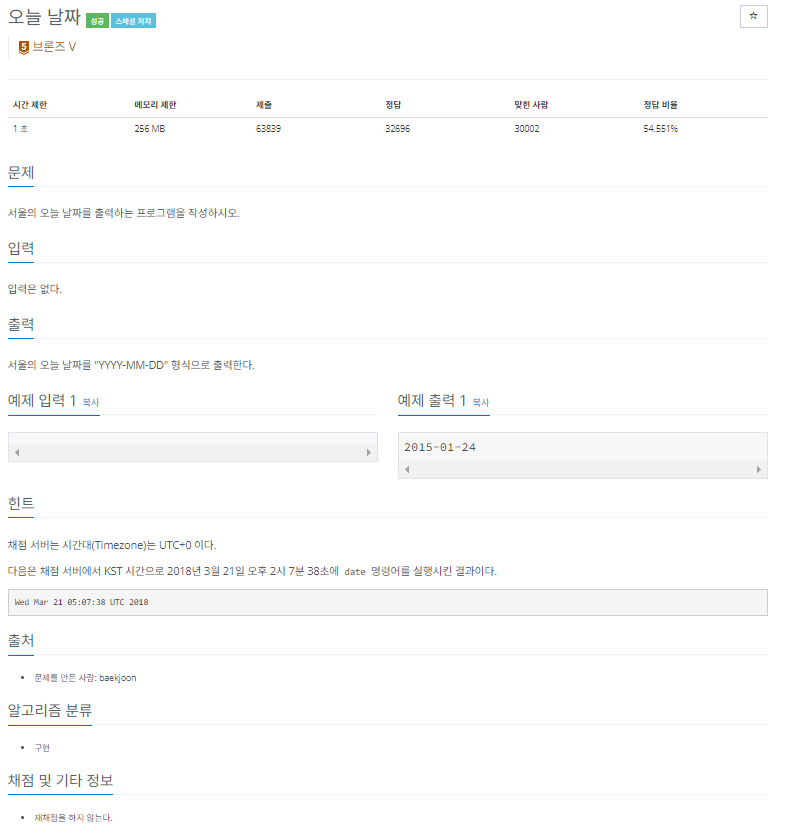 오늘 날짜 성공 스페셜 저지
☆
5 브론즈 V
시간 제한 메모리 제한 제출 정답 맞힌 사람 정답 비율
1 초 256 MB 63839 32696 30002 54.551%
문제
서울의 오늘 날짜를 출력하는 프로그램을 작성하시오.
입력
입력은 없다.
출력
서울의 오늘 날짜를 "YYYY-MM-DD" 형식으로 출력한다.
예제 입력 1 복사
예제 출력 1 복사
2015-01-24
힌트
채점 서버는 시간대(Timezone)는 UTC+0 이다.
다음은 채점 서버에서 KST 시간으로 2018년 3월 21일 오후 2시 7분 38초에 date 명령어를 실행시킨 결과이다.
Wed Mar 21 05:07:38 UTC 2018
출처
• 문제를 만든 사람: baekjoon
알고리즘 분류
• 구현
채점 및 기타 정보
• 재채점을 하지 않는다.